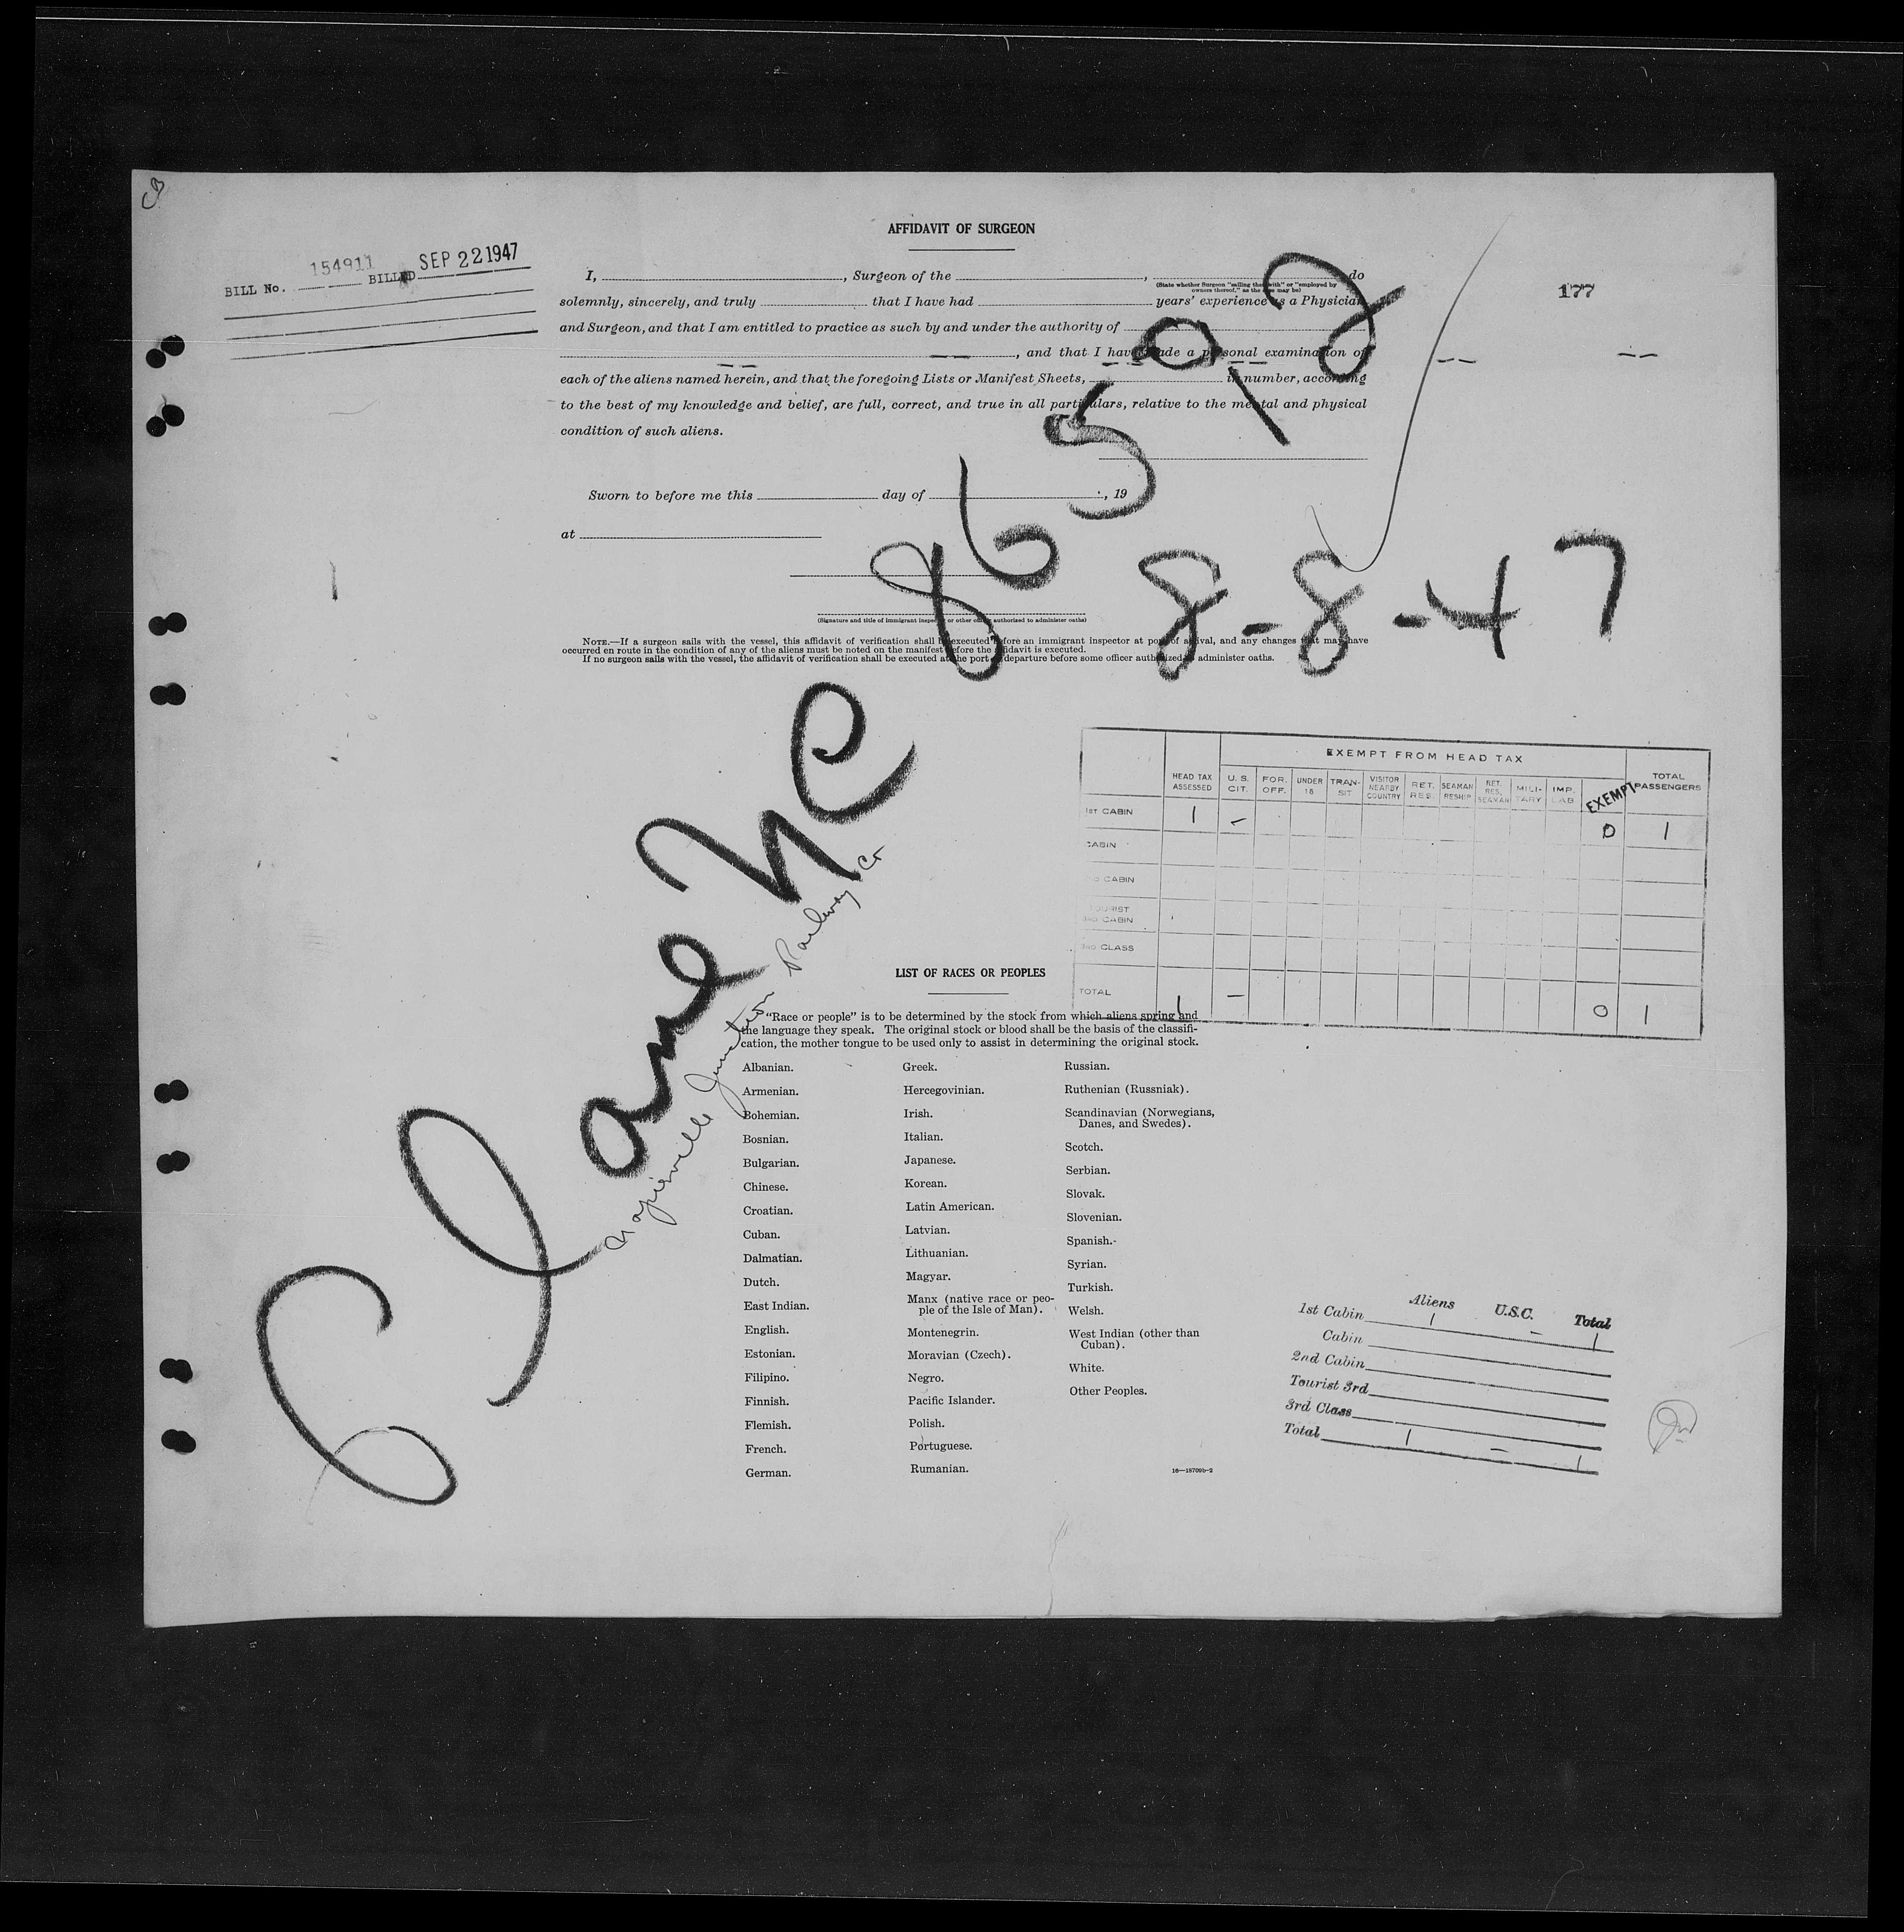 AFFIDAVIT OF SURGEON
BILL No. 154911 BILLED SEP 22 1947
177
I, , Surgeon of the , do
(State whether Surgeon "sailing therewith" or "employed by
owners thereof," as the case may be)
solemnly, sincerely, and truly that I have had years' experience as a Physician
and Surgeon, and that I am entitled to practice as such by and under the authority of
, and that I have made a personal examination of
each of the aliens named herein, and that the foregoing Lists or Manifest Sheets, in number, according
to the best of my knowledge and belief, are full, correct, and true in all particulars, relative to the mental and physical
condition of such aliens.
Sworn to before me this day of , 19
at
(Signature and title of immigrant inspector or other officer authorized to administer oaths)
NOTE.—If a surgeon sails with the vessel, this affidavit of verification shall be executed before an immigrant inspector at port of arrival, and any changes that may have
occurred en route in the condition of any of the aliens must be noted on the manifest before the affidavit is executed.
If no surgeon sails with the vessel, the affidavit of verification shall be executed at the port of departure before some officer authorized to administer oaths.
8-8-47
Plane NC 86501
Napierville Junction Railway Co
EXEMPT FROM HEAD TAX
HEAD TAX ASSESSED U. S. CIT. FOR. OFF. UNDER 16 TRAN-SIT VISITOR NEARBY COUNTRY RET. RES. SEAMAN RESHIP RET. RES. SEAMAN MILI-TARY IMP. LAB. EXEMPT TOTAL PASSENGERS
1ST CABIN 1 – 0 1
CABIN
2ND CABIN
TOURIST
3RD CABIN
3RD CLASS
TOTAL 1 – 0 1
LIST OF RACES OR PEOPLES
"Race or people" is to be determined by the stock from which aliens spring and
the language they speak. The original stock or blood shall be the basis of the classifi-
cation, the mother tongue to be used only to assist in determining the original stock.
Albanian.
Armenian.
Bohemian.
Bosnian.
Bulgarian.
Chinese.
Croatian.
Cuban.
Dalmatian.
Dutch.
East Indian.
English.
Estonian.
Filipino.
Finnish.
Flemish.
French.
German.
Greek.
Hercegovinian.
Irish.
Italian.
Japanese.
Korean.
Latin American.
Latvian.
Lithuanian.
Magyar.
Manx (native race or peo-
ple of the Isle of Man).
Montenegrin.
Moravian (Czech).
Negro.
Pacific Islander.
Polish.
Portuguese.
Rumanian.
Russian.
Ruthenian (Russniak).
Scandinavian (Norwegians,
Danes, and Swedes).
Scotch.
Serbian.
Slovak.
Slovenian.
Spanish.
Syrian.
Turkish.
Welsh.
West Indian (other than
Cuban).
White.
Other Peoples.
16—18709b-2
Aliens U.S.C. Total
1st Cabin 1 – 1
Cabin
2nd Cabin
Tourist 3rd
3rd Class
Total 1 – 1